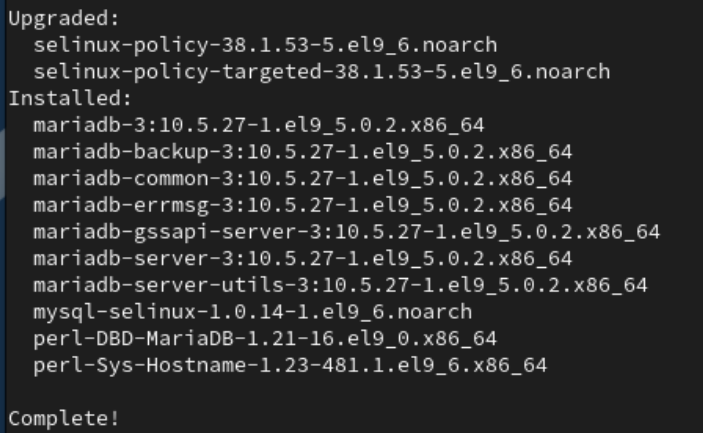 Upgraded:
  selinux-policy-38.1.53-5.el9_6.noarch
  selinux-policy-targeted-38.1.53-5.el9_6.noarch
Installed:
  mariadb-3:10.5.27-1.el9_5.0.2.x86_64
  mariadb-backup-3:10.5.27-1.el9_5.0.2.x86_64
  mariadb-common-3:10.5.27-1.el9_5.0.2.x86_64
  mariadb-errmsg-3:10.5.27-1.el9_5.0.2.x86_64
  mariadb-gssapi-server-3:10.5.27-1.el9_5.0.2.x86_64
  mariadb-server-3:10.5.27-1.el9_5.0.2.x86_64
  mariadb-server-utils-3:10.5.27-1.el9_5.0.2.x86_64
  mysql-selinux-1.0.14-1.el9_6.noarch
  perl-DBD-MariaDB-1.21-16.el9_0.x86_64
  perl-Sys-Hostname-1.23-481.1.el9_6.x86_64

Complete!